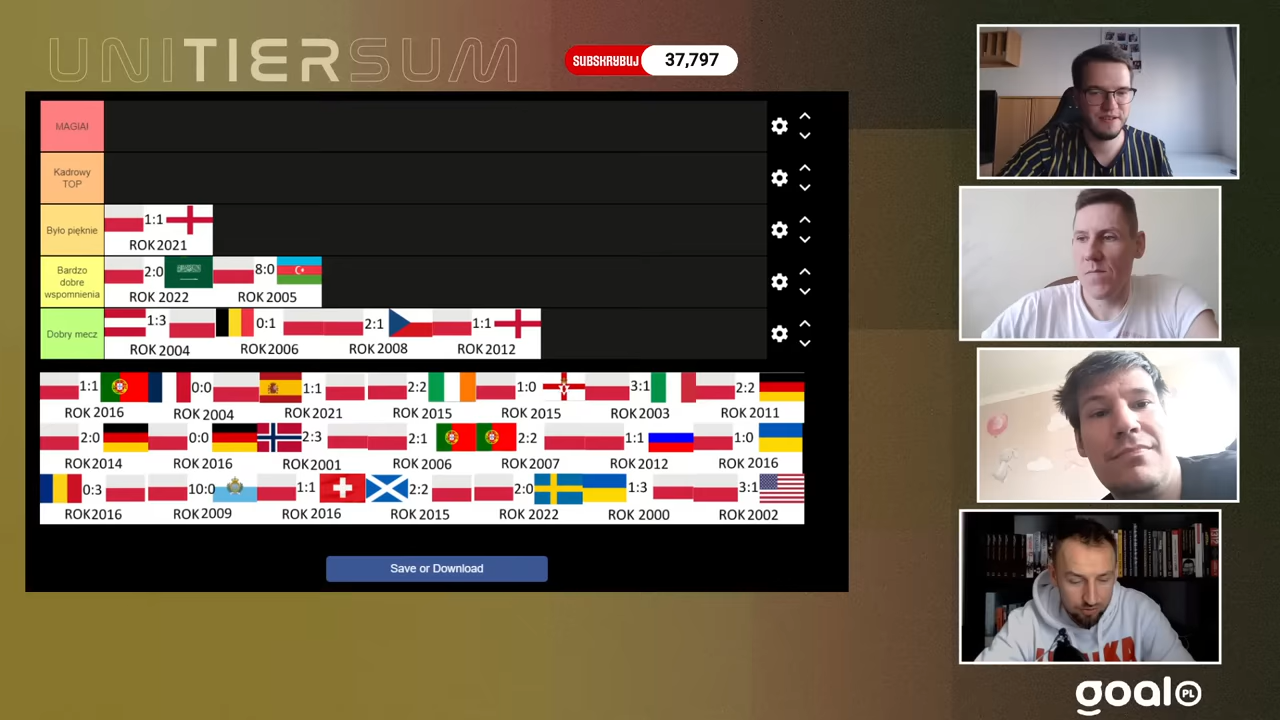 UNITIERSUM
SUBSKRYBUJ 37,797
MAGIA!
Kadrowy
TOP
Było pięknie
1:1
ROK 2021
Bardzo
dobre
wspomnienia
2:0 8:0
ROK 2022 ROK 2005
Dobry mecz
1:3 0:1 2:1 1:1
ROK 2004 ROK 2006 ROK 2008 ROK 2012
1:1 0:0 1:1 2:2 1:0 3:1 2:2
ROK 2016 ROK 2004 ROK 2021 ROK 2015 ROK 2015 ROK 2003 ROK 2011
2:0 0:0 2:3 2:1 2:2 1:1 1:0
ROK 2014 ROK 2016 ROK 2001 ROK 2006 ROK 2007 ROK 2012 ROK 2016
0:3 10:0 1:1 2:2 2:0 1:3 3:1
ROK 2016 ROK 2009 ROK 2016 ROK 2015 ROK 2022 ROK 2000 ROK 2002
Save or Download
goal PL